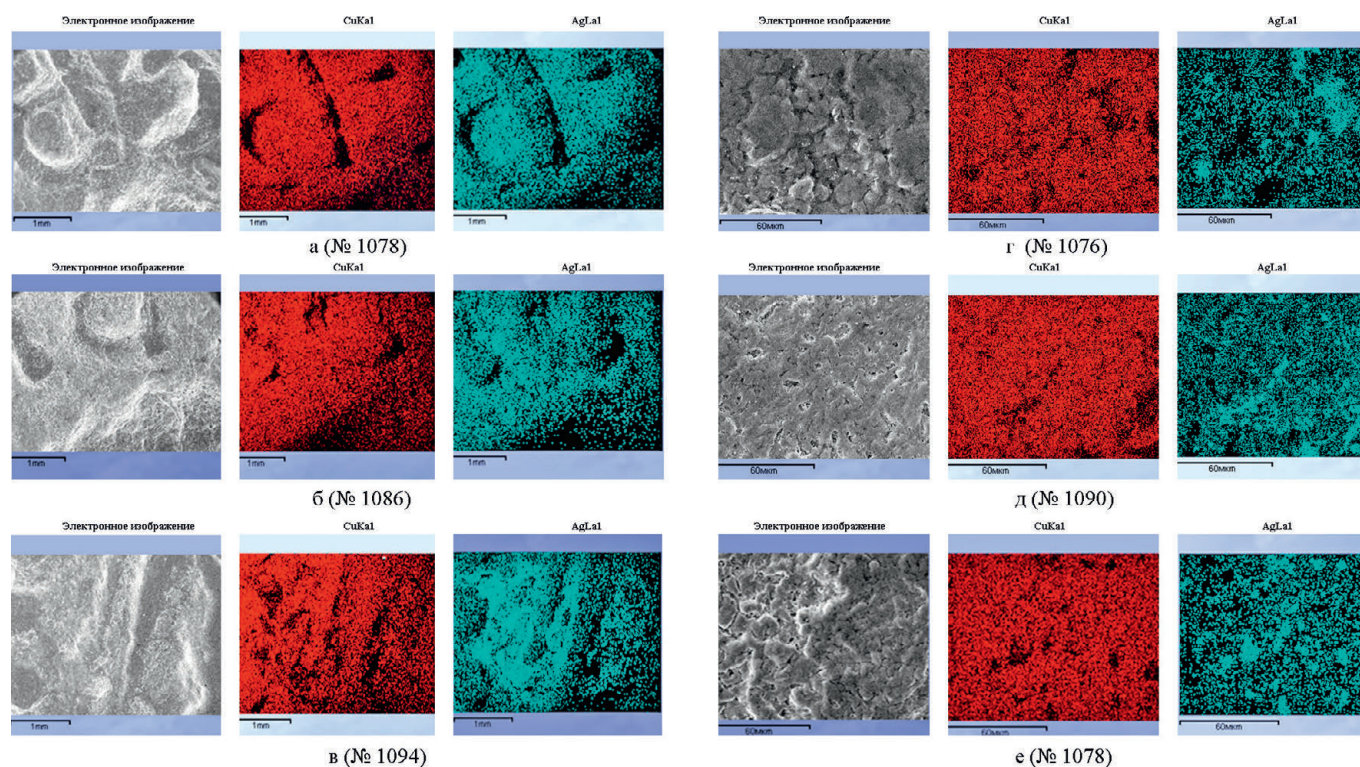 Электронное изображение CuKa1 AgLa1
1mm 1mm 1mm
а (№ 1078)
Электронное изображение CuKa1 AgLa1
1mm 1mm 1mm
б (№ 1086)
Электронное изображение CuKa1 AgLa1
1mm 1mm 1mm
в (№ 1094)
Электронное изображение CuKa1 AgLa1
60мкm 60мкm 60мкm
г (№ 1076)
Электронное изображение CuKa1 AgLa1
60мкm 60мкm 60мкm
д (№ 1090)
Электронное изображение CuKa1 AgLa1
60мкm 60мкm 60мкm
е (№ 1078)